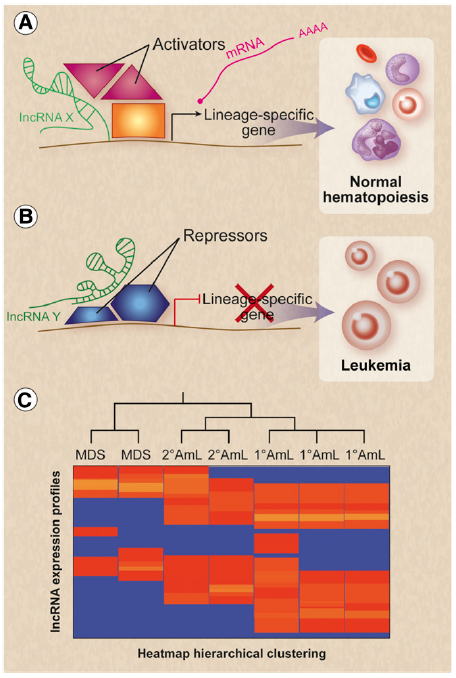 A
Activators
mRNA
AAAA
lncRNA X
Lineage-specific
gene
Normal
hematopoiesis
B
Repressors
lncRNA Y
Lineage-specific
gene
Leukemia
C
MDS MDS 2°AmL 2°AmL 1°AmL 1°AmL 1°AmL
lncRNA expression profiles
Heatmap hierarchical clustering